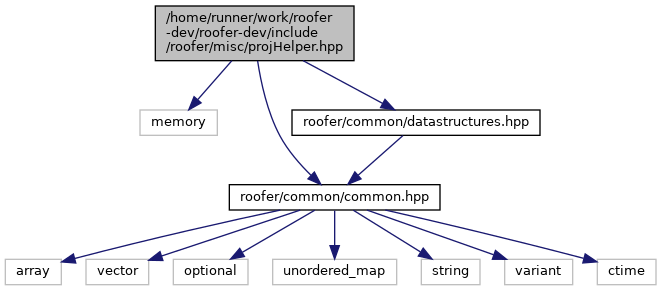 /home/runner/work/roofer
-dev/roofer-dev/include
/roofer/misc/projHelper.hpp
memory
roofer/common/datastructures.hpp
roofer/common/common.hpp
array
vector
optional
unordered_map
string
variant
ctime